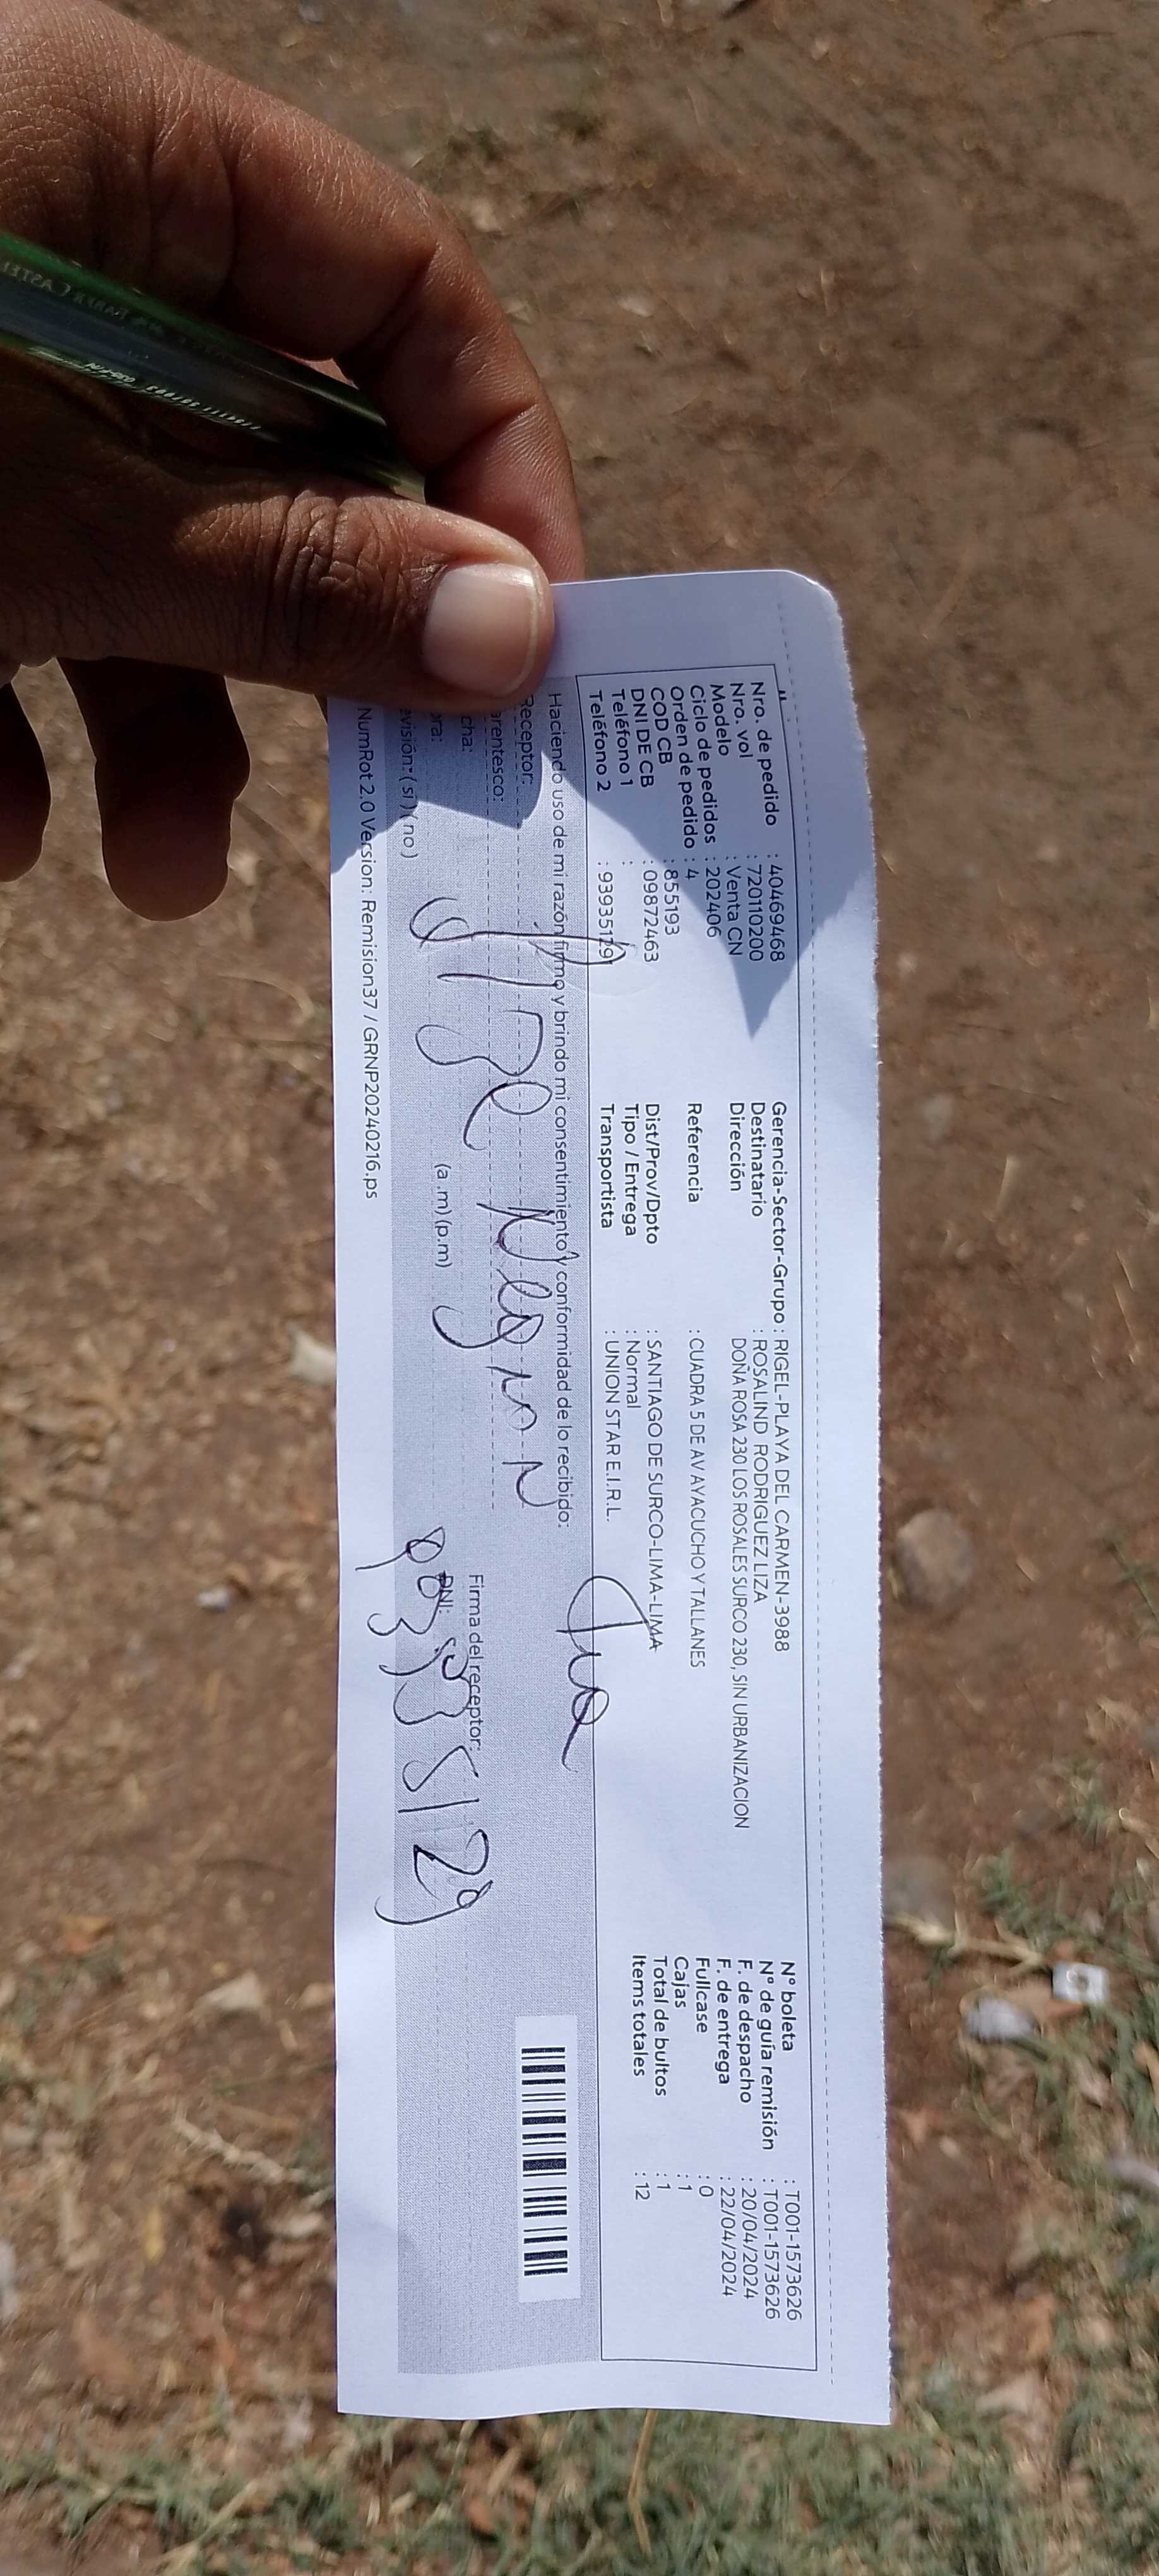 Nro. de pedido : 40469468
Nro. vol : 720110200
Modelo : Venta CN
Ciclo de pedidos : 202406
Orden de pedido : 4
COD CB : 855193
DNI DE CB : 09872463
Teléfono 1 :
Teléfono 2 : 939351291
Gerencia-Sector-Grupo : RIGEL-PLAYA DEL CARMEN-3988
Destinatario : ROSALIND RODRIGUEZ LIZA
Dirección DOÑA ROSA 230 LOS ROSALES SURCO 230, SIN URBANIZACION
Referencia : CUADRA 5 DE AV AYACUCHO Y TALLANES
Dist/Prov/Dpto : SANTIAGO DE SURCO-LIMA-LIMA
Tipo / Entrega : Normal
Transportista : UNION STAR E.I.R.L.
N° boleta : T001-1573626
N° de guía remisión : T001-1573626
F. de despacho : 20/04/2024
F. de entrega : 22/04/2024
Fullcase : 0
Cajas : 1
Total de bultos : 1
Items totales : 12
Haciendo uso de mi razón firmo y brindo mi consentimiento y conformidad de lo recibido:
Receptor:
arentesco:
cha:
ora: (a .m) (p.m)
evisión: ( si ) ( no )
Firma del receptor:
DNI:
NumRot 2.0 Version: Remision37 / GRNP20240216.ps